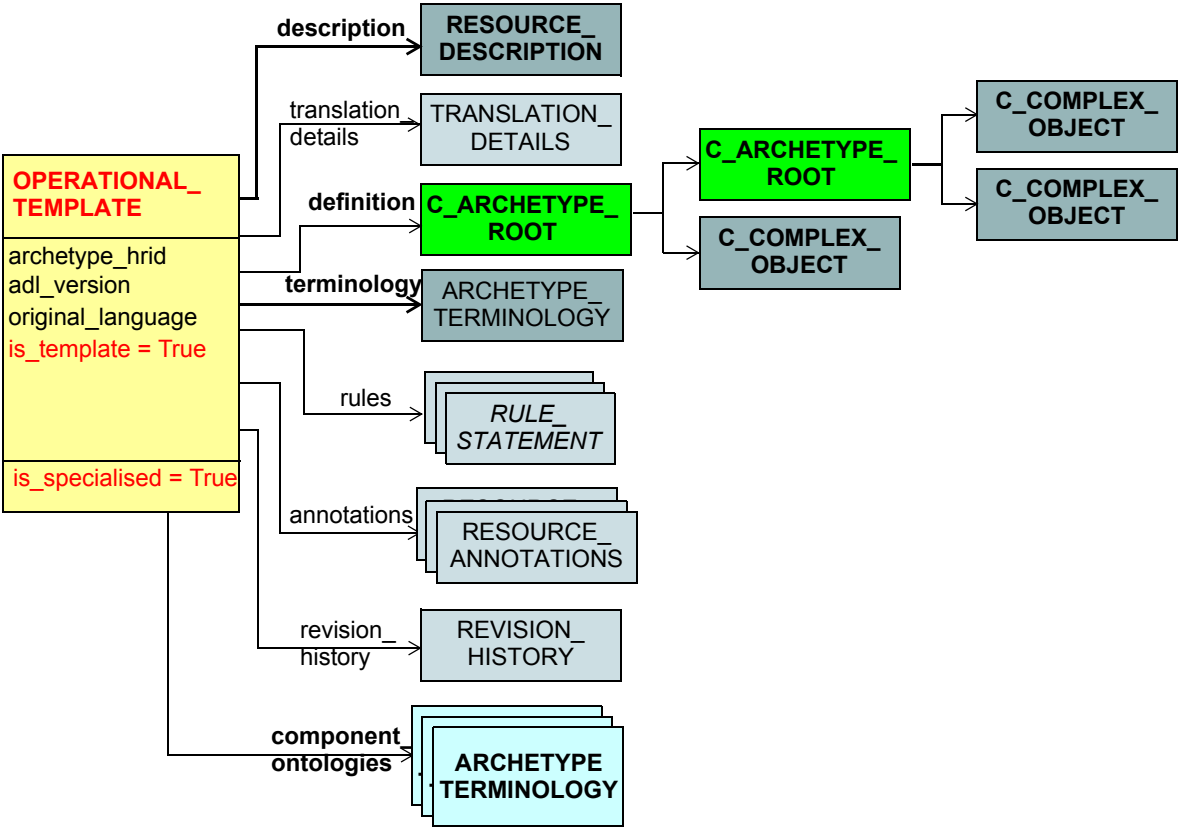 description
RESOURCE_
DESCRIPTION
translation_
details
TRANSLATION_
DETAILS
OPERATIONAL_
TEMPLATE
archetype_hrid
adl_version
original_language
is_template = True
is_specialised = True
definition
C_ARCHETYPE_
ROOT
C_ARCHETYPE_
ROOT
C_COMPLEX_
OBJECT
C_COMPLEX_
OBJECT
C_COMPLEX_
OBJECT
terminology
ARCHETYPE_
TERMINOLOGY
rules
RULE_
STATEMENT
annotations
RESOURCE_
ANNOTATIONS
revision_
history
REVISION_
HISTORY
component_
ontologies
ARCHETYPE
TERMINOLOGY